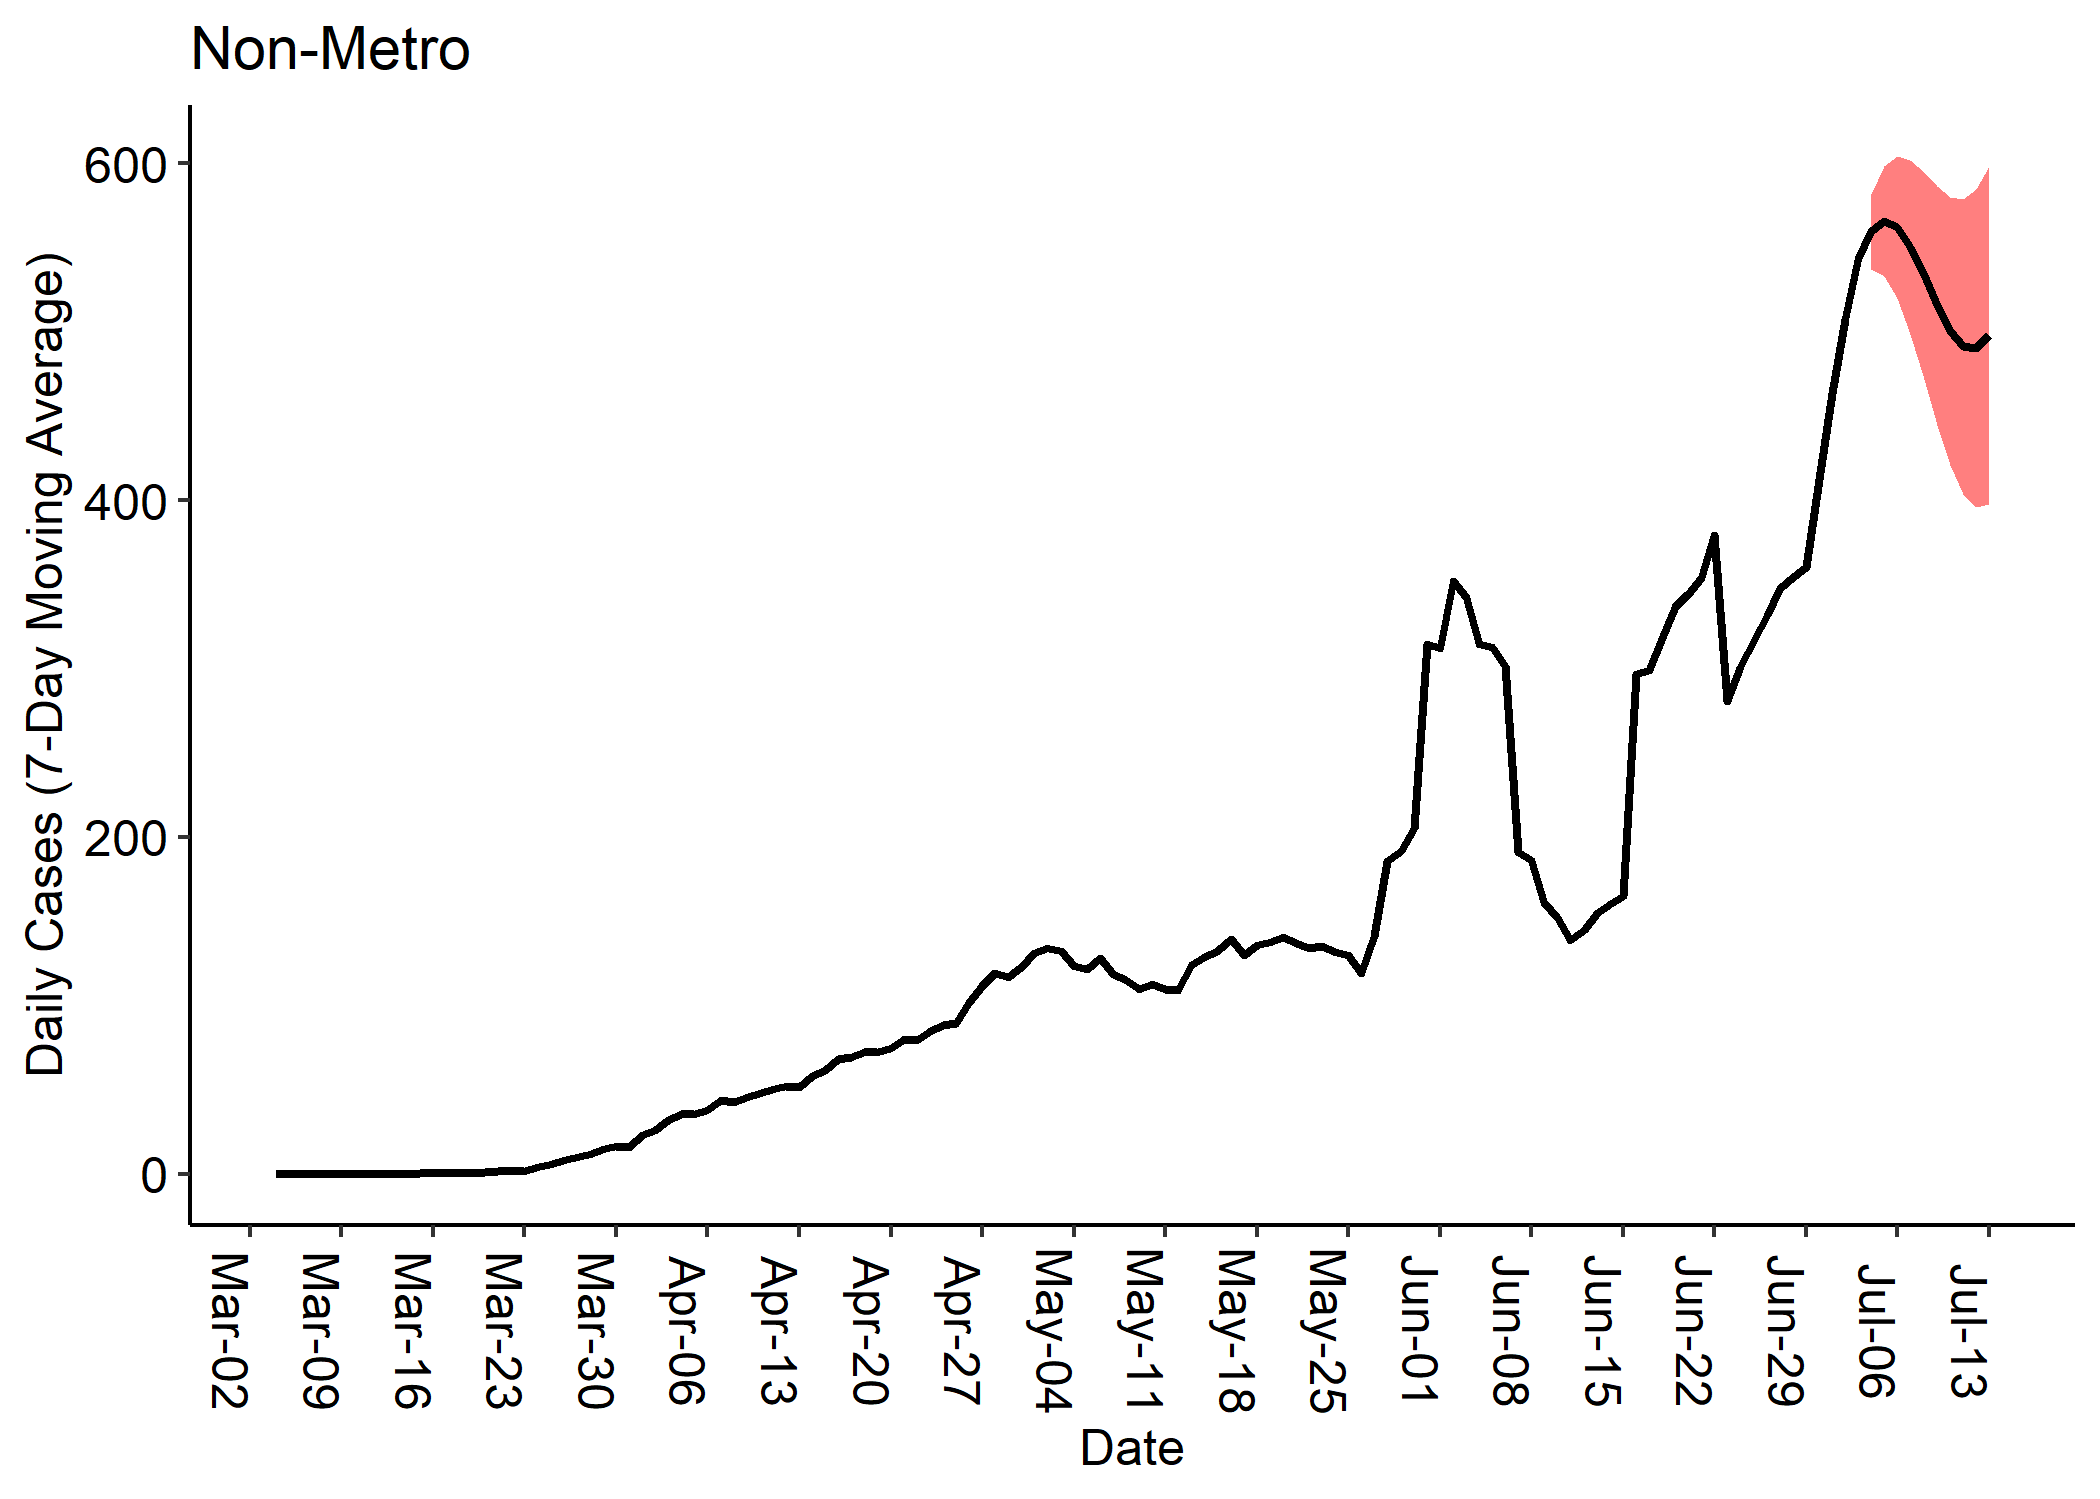 Non-Metro
Daily Cases (7-Day Moving Average)
600
400
200
0
Mar-02
Mar-09
Mar-16
Mar-23
Mar-30
Apr-06
Apr-13
Apr-20
Apr-27
May-04
May-11
May-18
May-25
Jun-01
Jun-08
Jun-15
Jun-22
Jun-29
Jul-06
Jul-13
Date